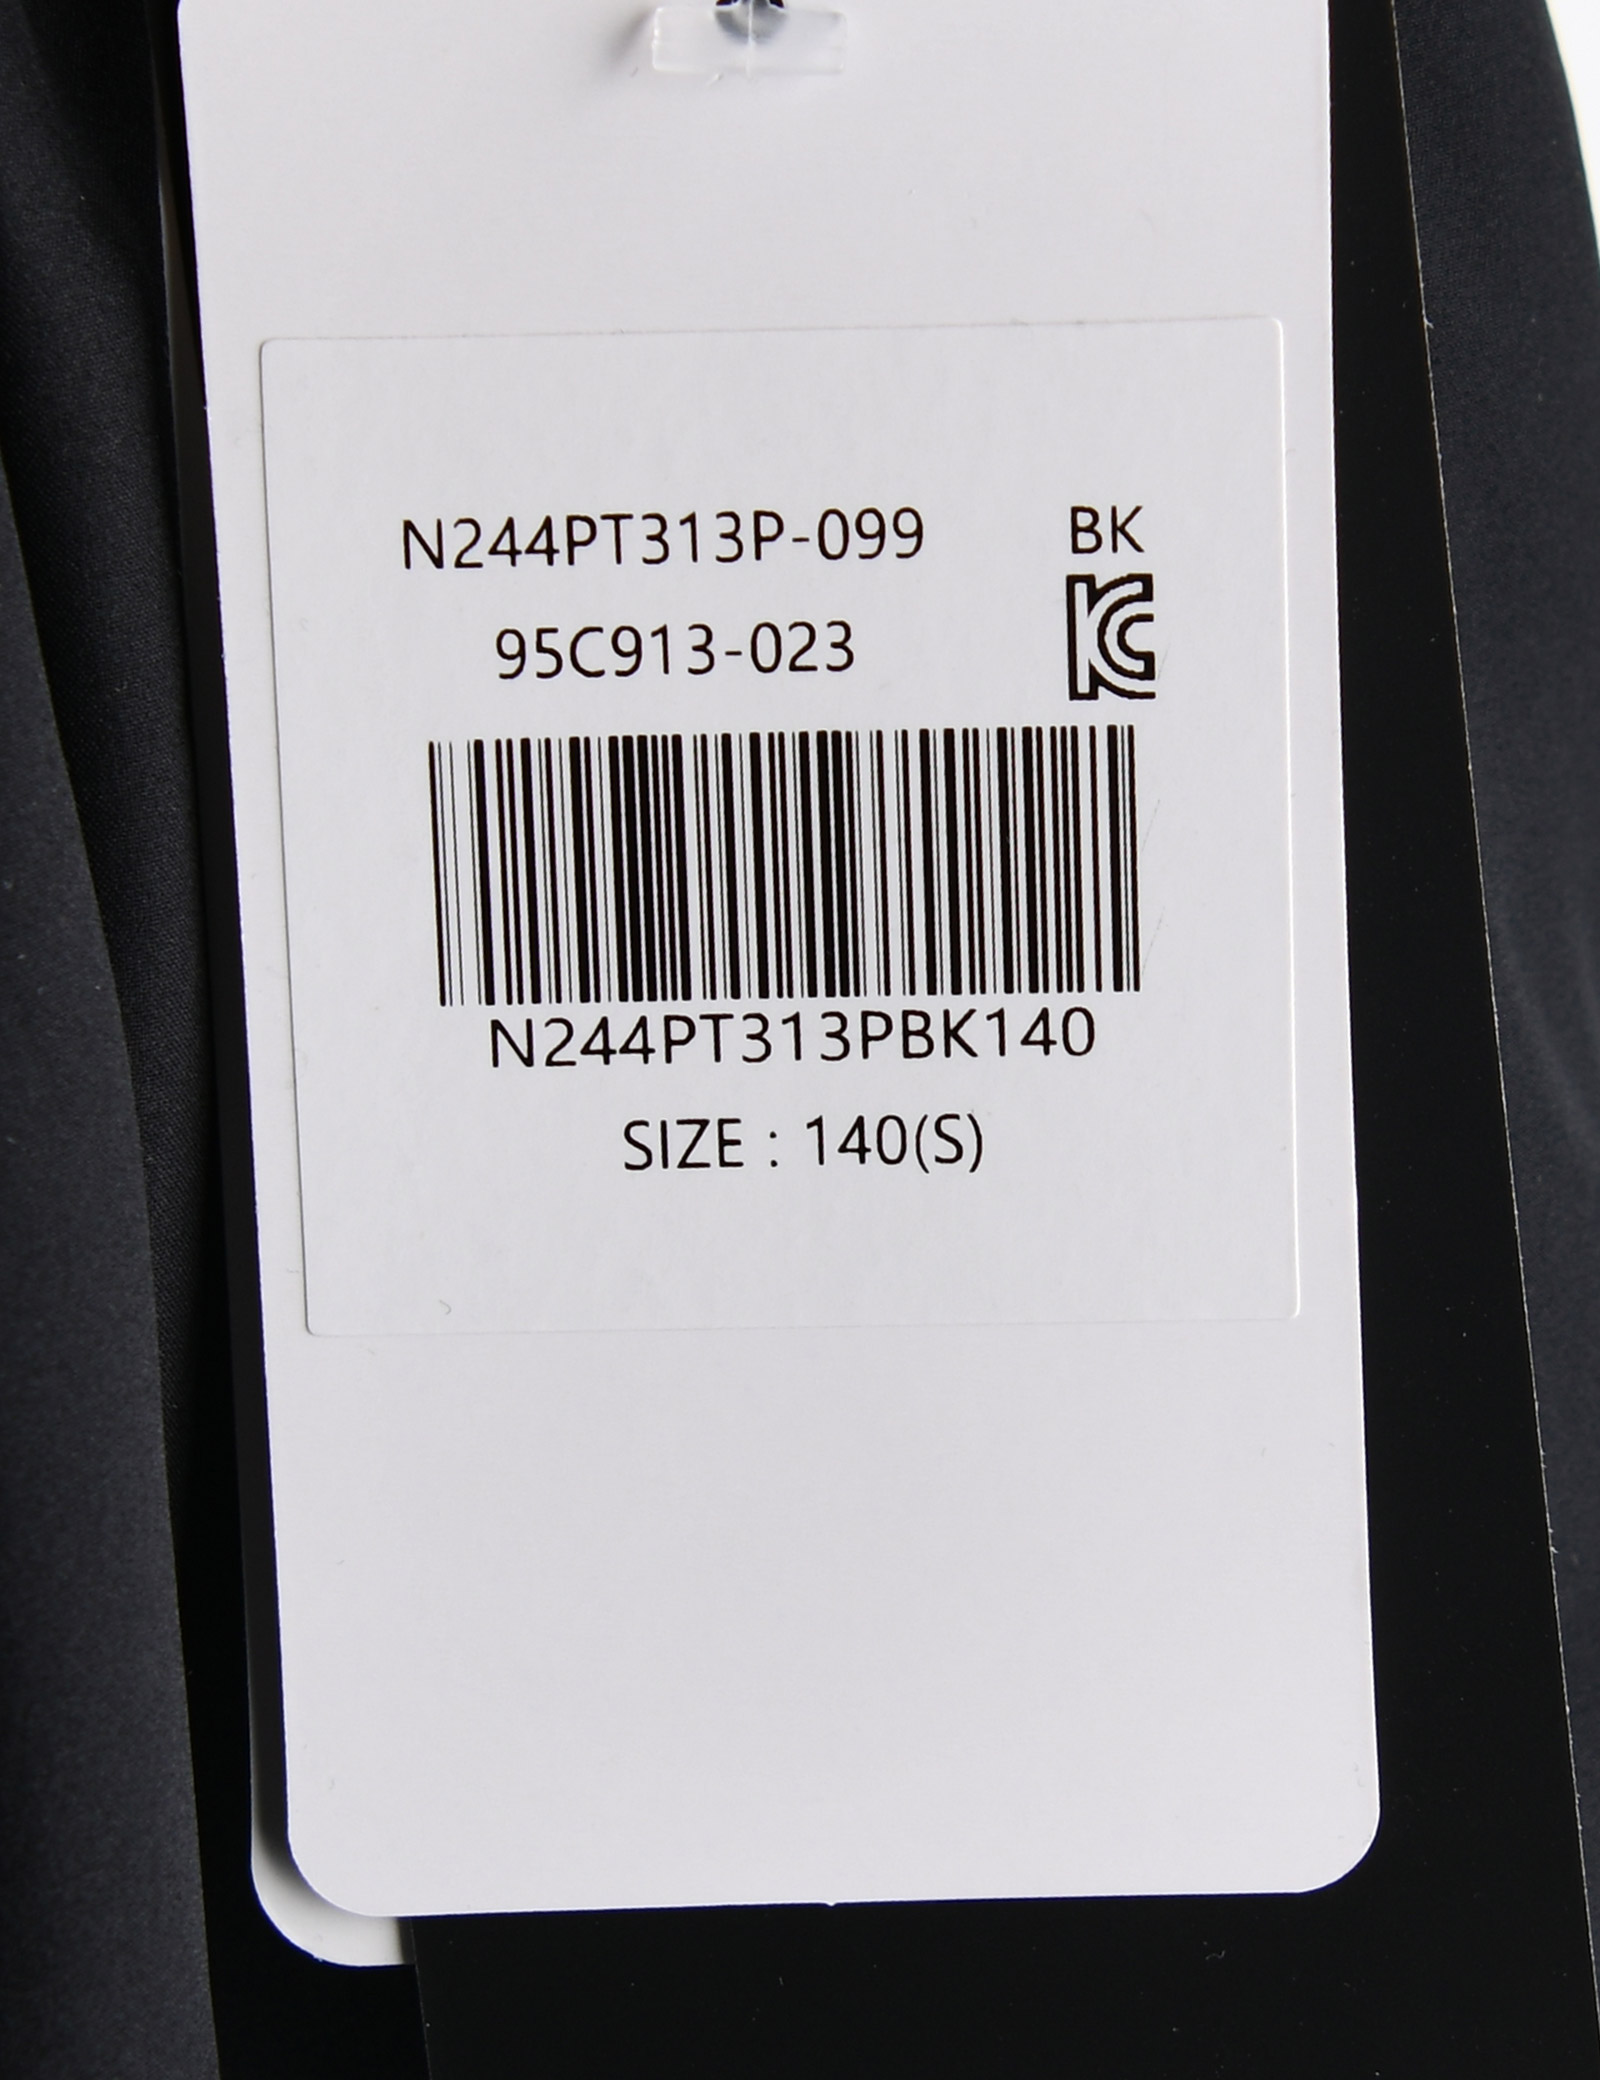 N244PT313P-099 BK
95C913-023
N244PT313PBK140
SIZE : 140(S)